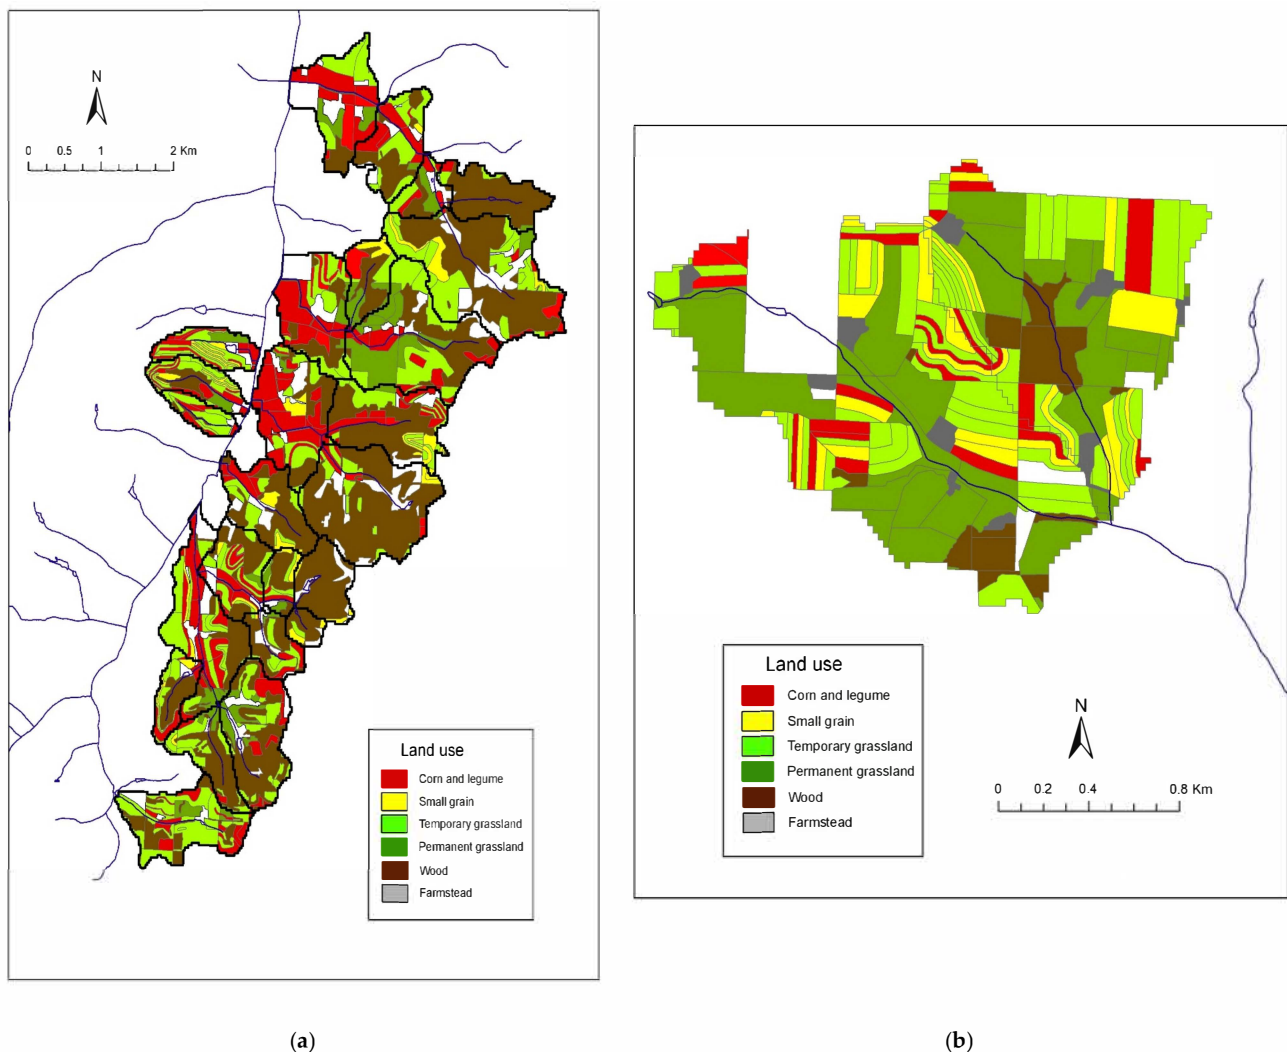 N
0 0.5 1 2 Km
Land use
Corn and legume
Small grain
Temporary grassland
Permanent grassland
Wood
Farmstead
(a)
Land use
Corn and legume
Small grain
Temporary grassland
Permanent grassland
Wood
Farmstead
N
0 0.2 0.4 0.8 Km
(b)